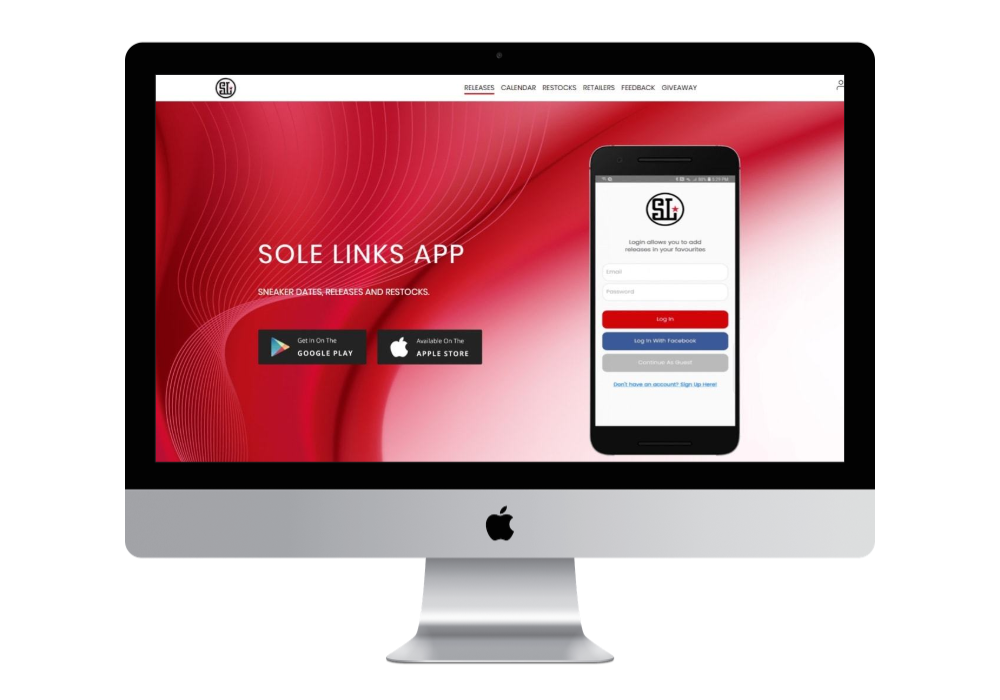 SL
RELEASES CALENDAR RESTOCKS RETAILERS FEEDBACK GIVEAWAY
SOLE LINKS APP
SNEAKER DATES, RELEASES AND RESTOCKS.
Get in On The
GOOGLE PLAY
Available On The
APPLE STORE
SL
Login allows you to add
releases in your favourites
Email
Password
Log In
Log In With Facebook
Continue As Guest
Don't have an account? Sign Up Here!